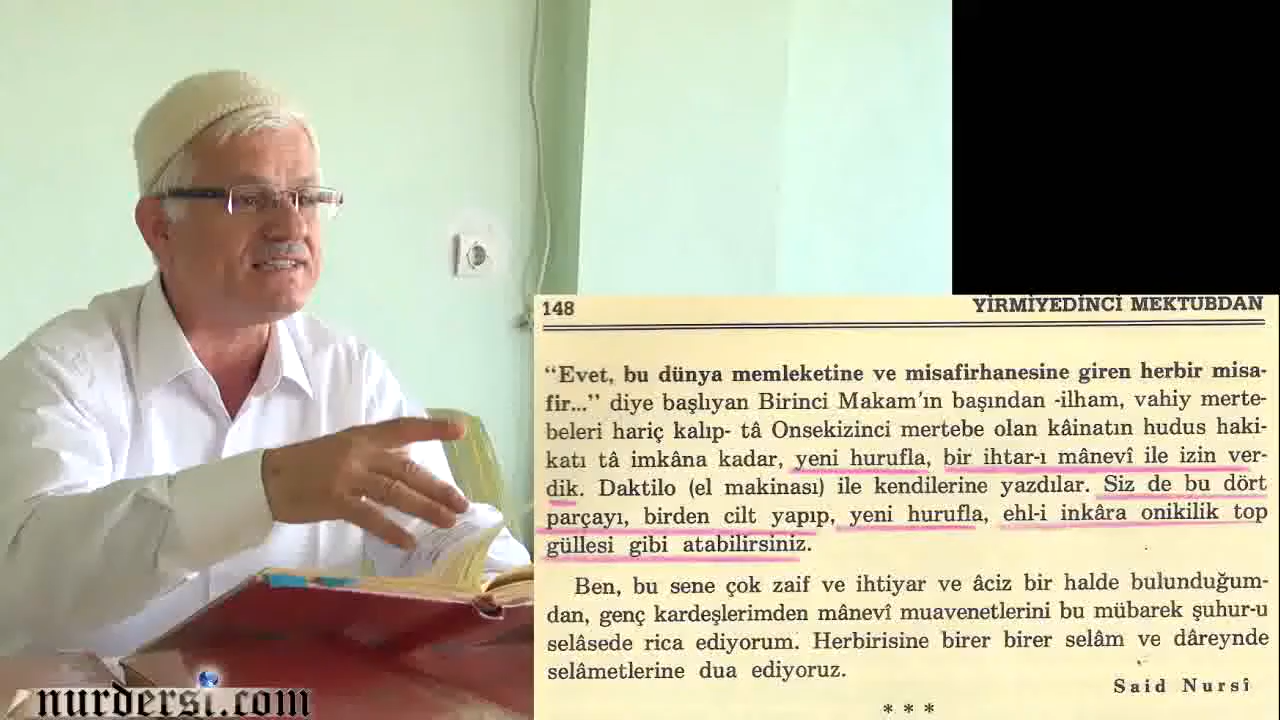 148 YİRMİYEDİNCİ MEKTUBDAN
“Evet, bu dünya memleketine ve misafirhanesine giren herbir misa-
fir...” diye başlıyan Birinci Makam’ın başından -ilham, vahiy merte-
beleri hariç kalıp- tâ Onsekizinci mertebe olan kâinatın hudus haki-
katı tâ imkâna kadar, yeni hurufla, bir ihtar-ı mânevî ile izin ver-
dik. Daktilo (el makinası) ile kendilerine yazdılar. Siz de bu dört
parçayı, birden cilt yapıp, yeni hurufla, ehl-i inkâra onikilik top
güllesi gibi atabilirsiniz.
Ben, bu sene çok zaif ve ihtiyar ve âciz bir halde bulunduğum-
dan, genç kardeşlerimden mânevî muavenetlerini bu mübarek şuhur-u
selâsede rica ediyorum. Herbirisine birer birer selâm ve dâreynde
selâmetlerine dua ediyoruz.
Said Nursî
* * *
nurdersi.com